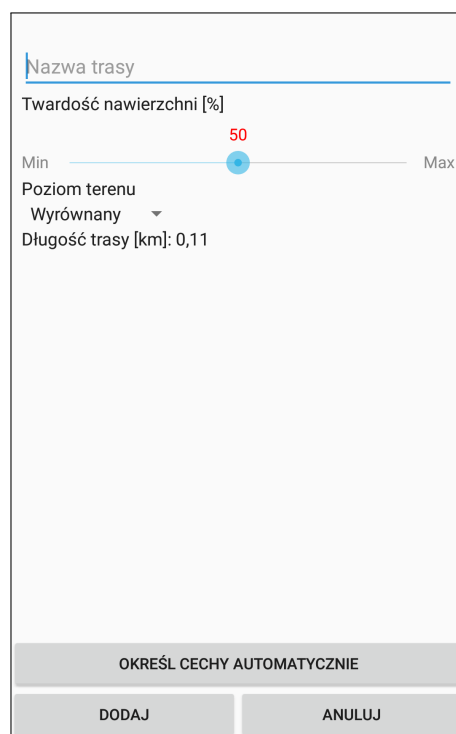 Nazwa trasy
Twardość nawierzchni [%]
50
Min Max
Poziom terenu
Wyrównany
Długość trasy [km]: 0,11
OKREŚL CECHY AUTOMATYCZNIE
DODAJ ANULUJ